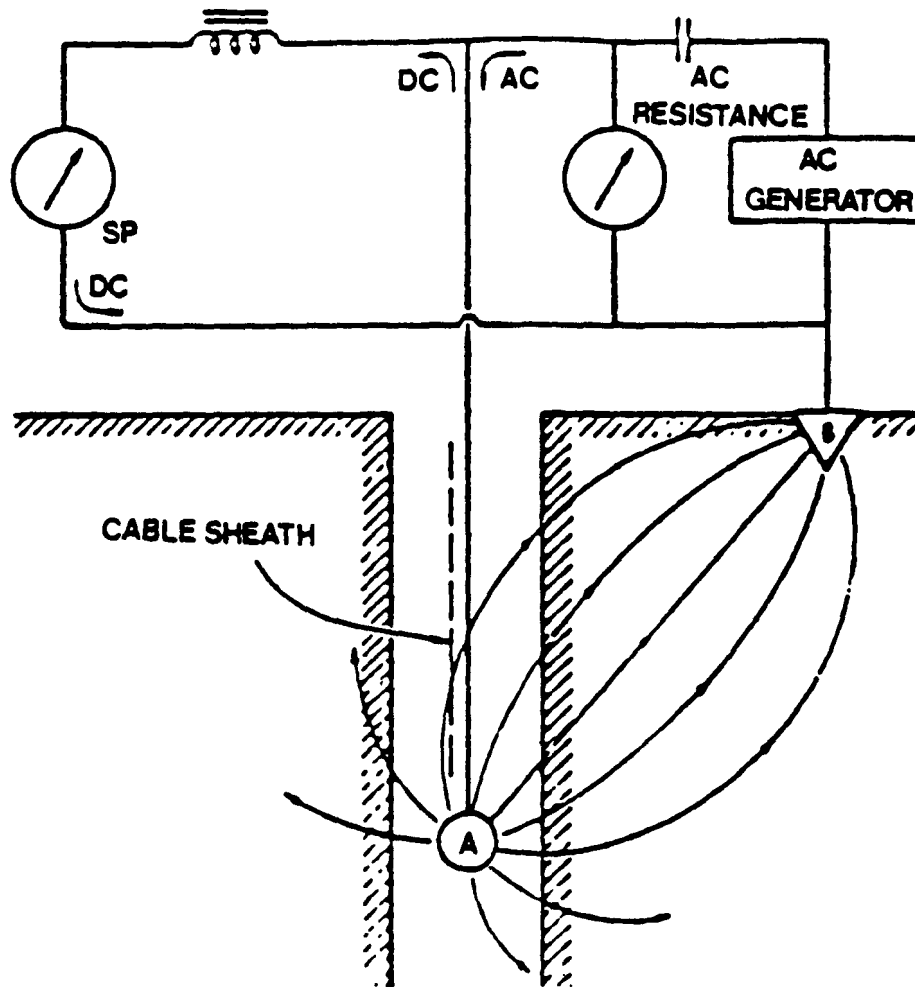 DC
AC
AC
RESISTANCE
AC
GENERATOR
SP
DC
B
CABLE SHEATH
A